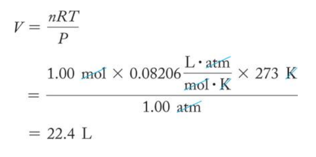 V = nRT / P
= 1.00 mol × 0.08206 L · atm / mol · K × 273 K / 1.00 atm
= 22.4 L